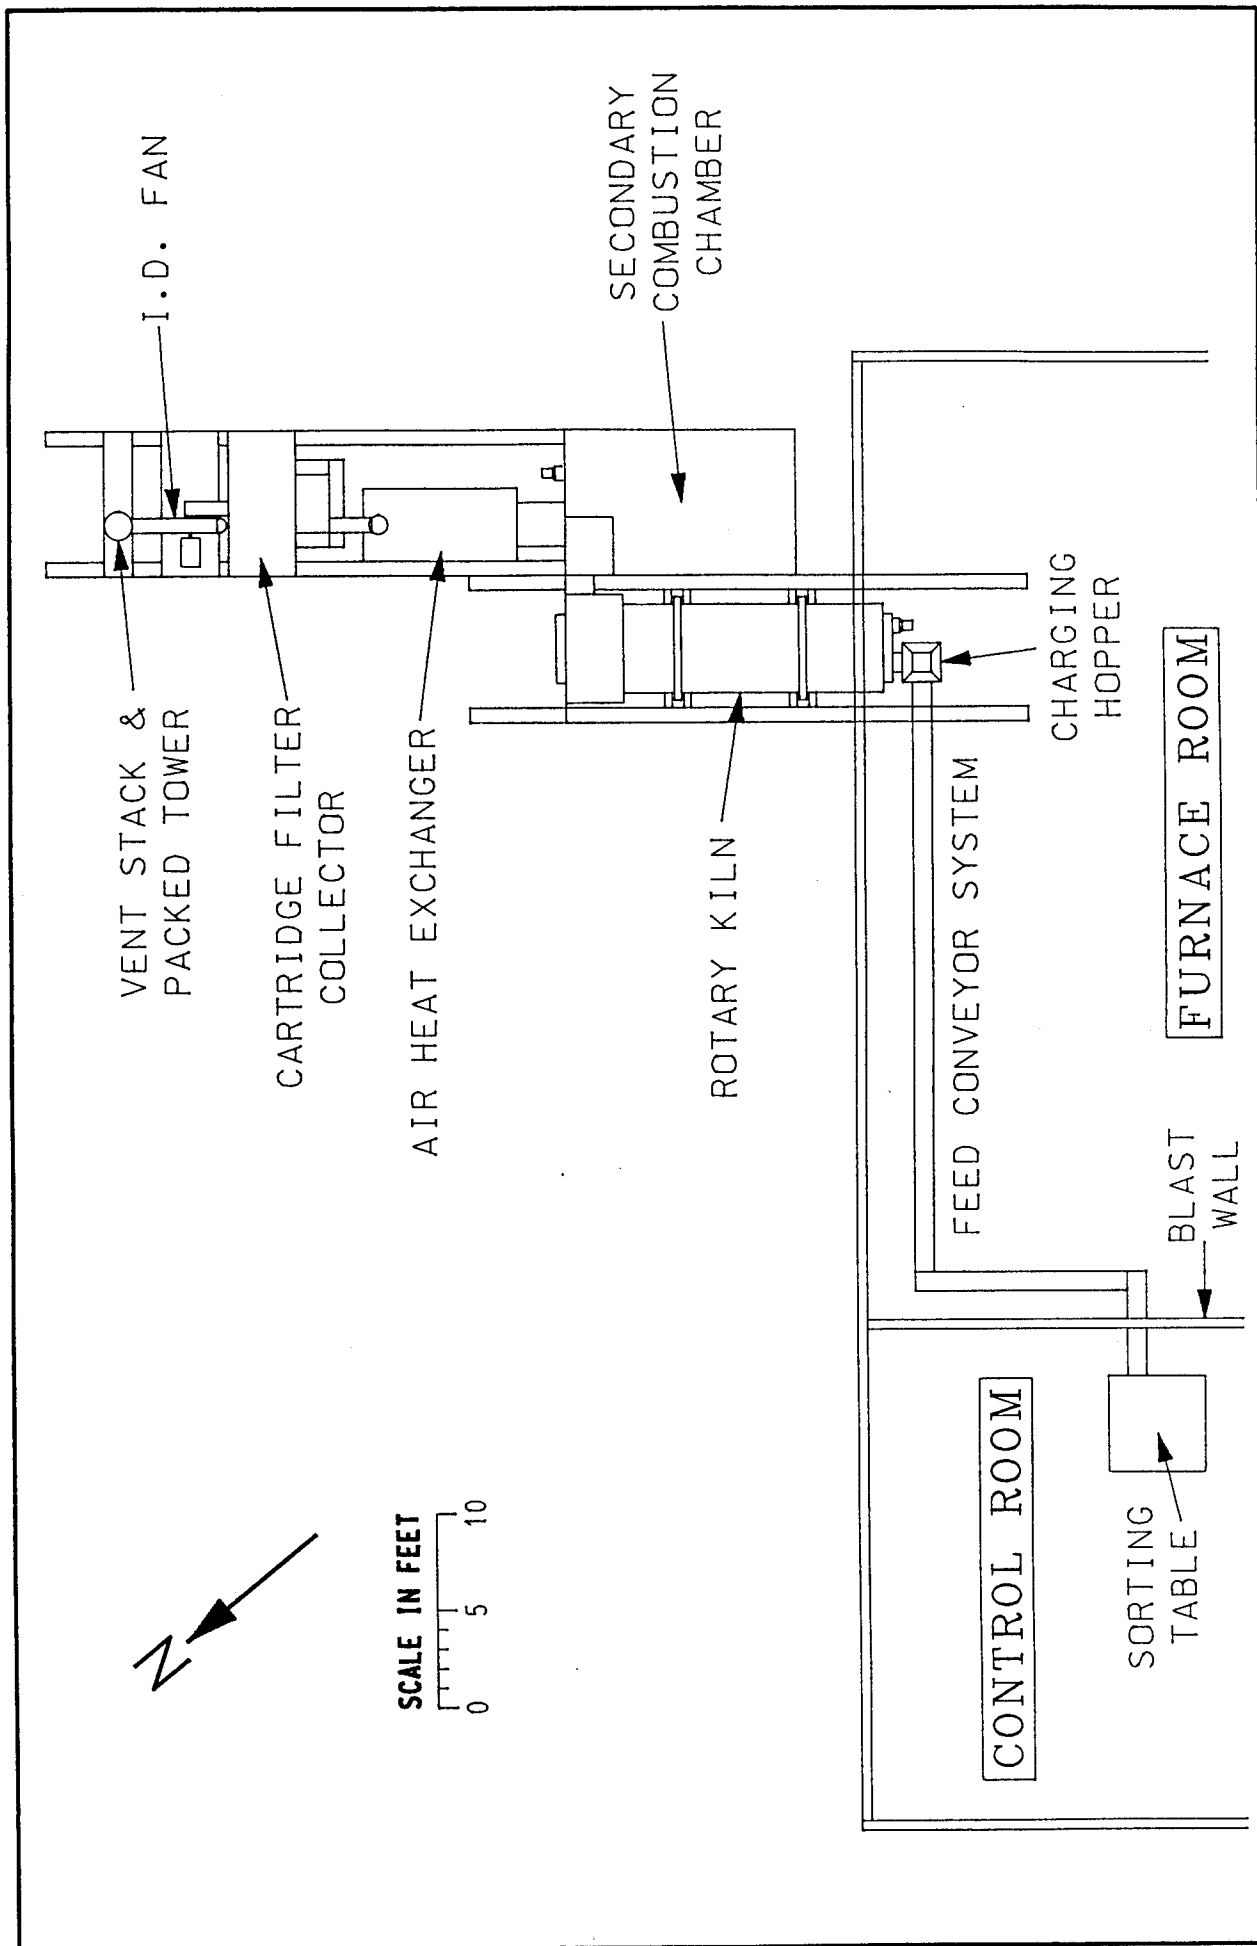 VENT STACK &
PACKED TOWER
I.D. FAN
CARTRIDGE FILTER
COLLECTOR
AIR HEAT EXCHANGER
SECONDARY
COMBUSTION
CHAMBER
ROTARY KILN
N
SCALE IN FEET
0 5 10
FEED CONVEYOR SYSTEM
CHARGING
HOPPER
CONTROL ROOM
FURNACE ROOM
SORTING
TABLE
BLAST
WALL